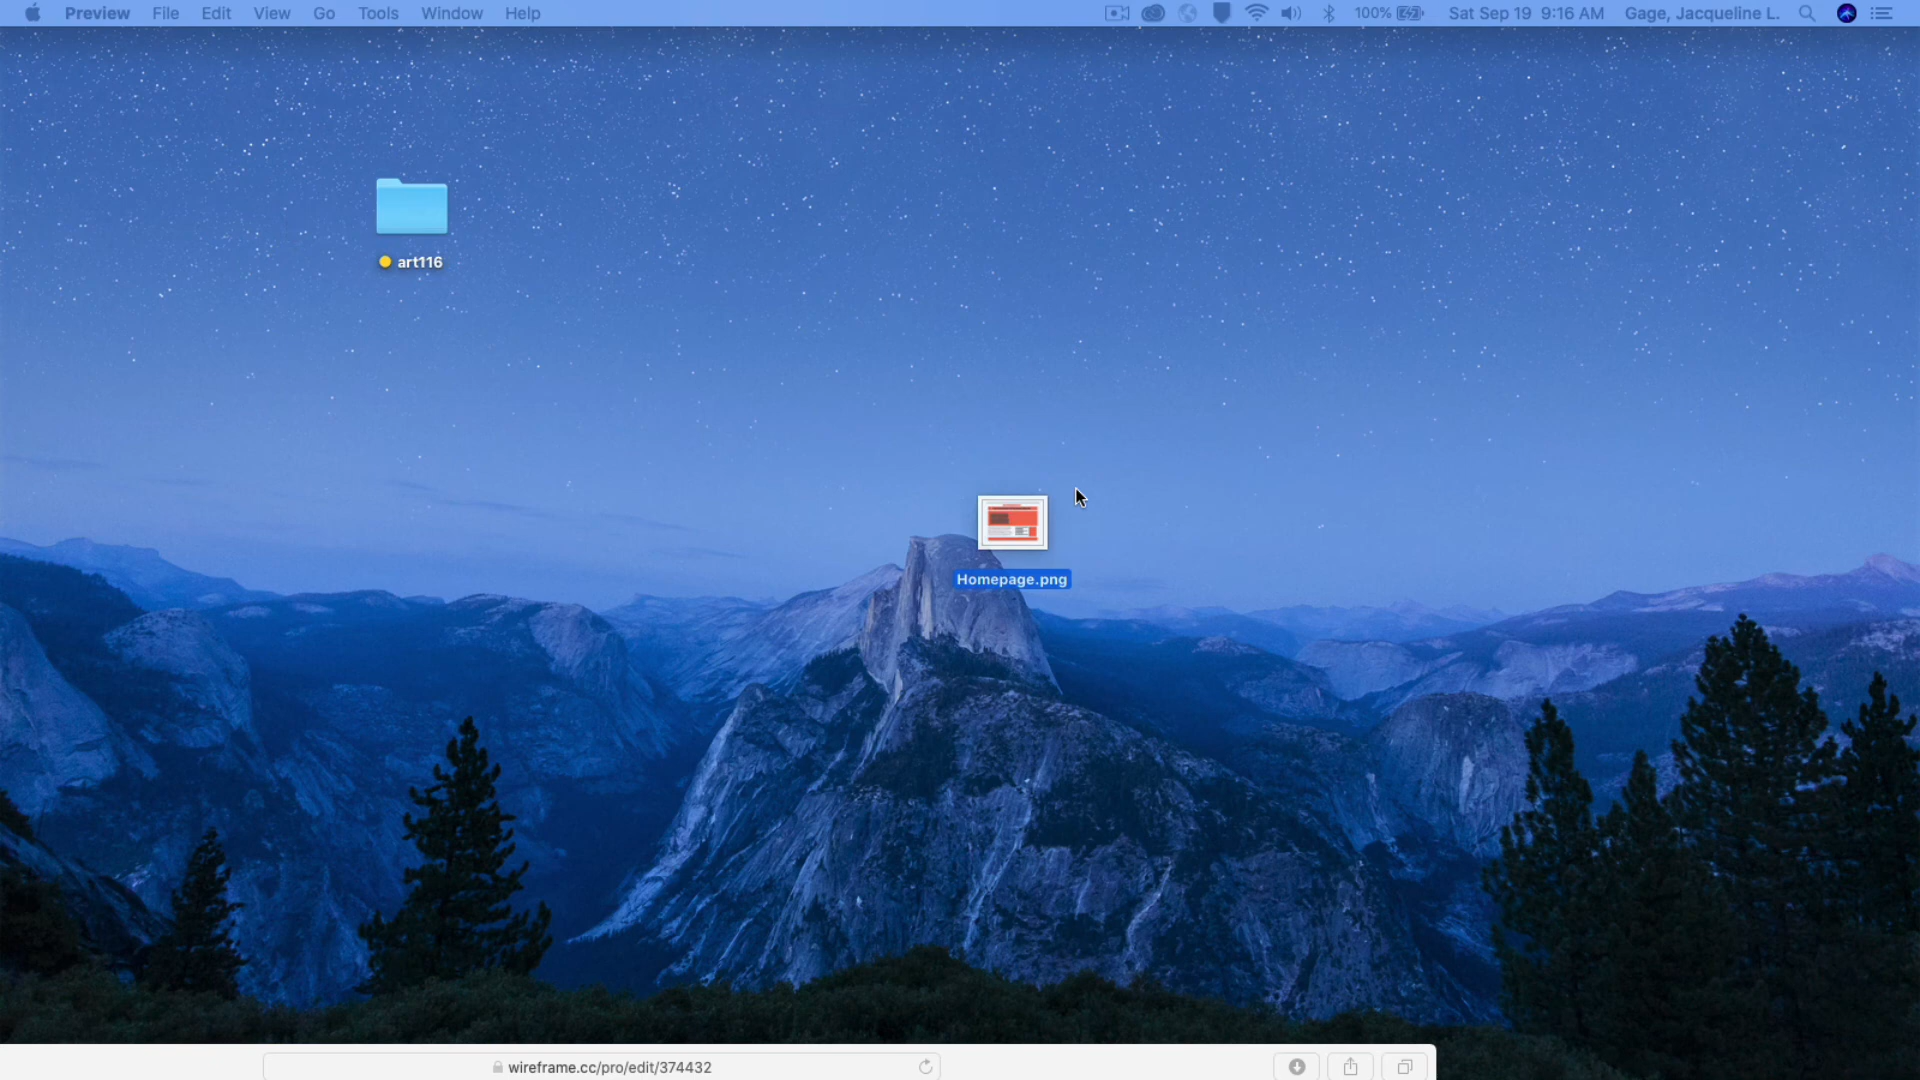 Preview File Edit View Go Tools Window Help 100% Sat Sep 19 9:16 AM Gage, Jacqueline L.
art116
Homepage.png
wireframe.cc/pro/edit/374432